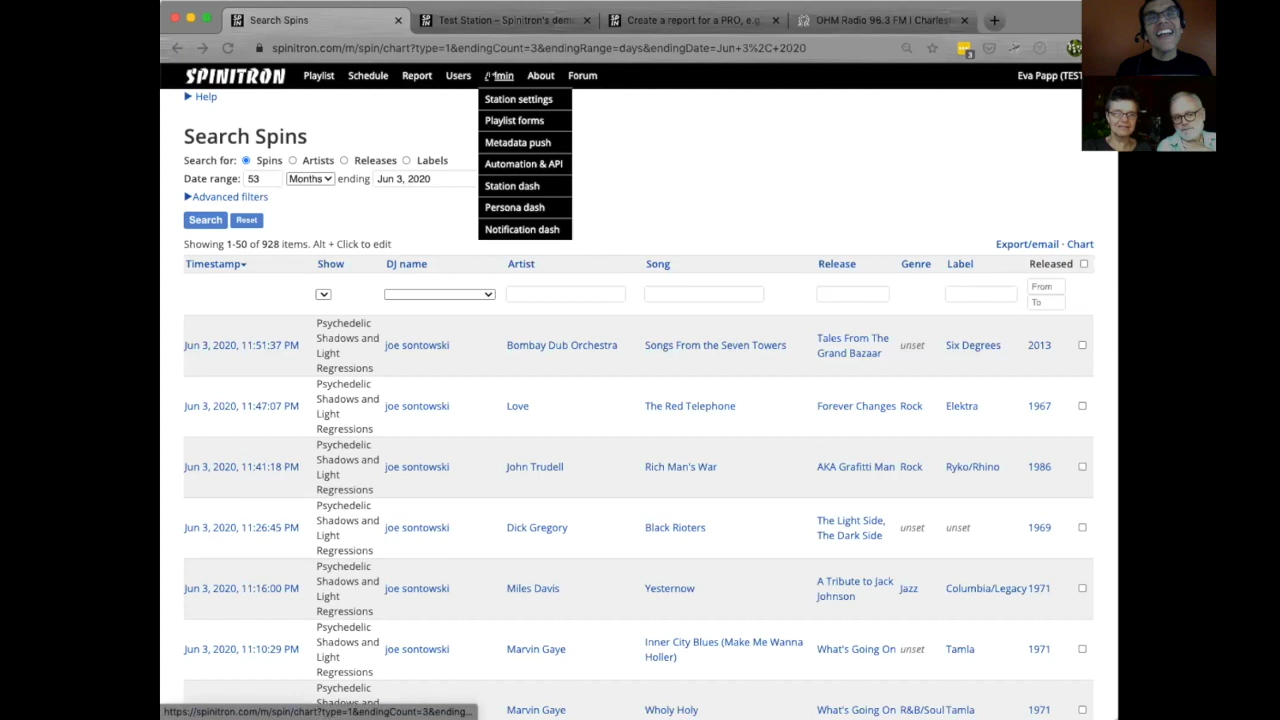 Search Spins
Test Station – Spinitron's dem
Create a report for a PRO, e.g
OHM Radio 96.3 FM | Charles
spinitron.com/m/spin/chart?type=1&endingCount=3&endingRange=days&endingDate=Jun+3%2C+2020
3
SPINITRON
Playlist
Schedule
Report
Users
About
Forum
Eva Papp (TEST
Help
Station settings
Playlist forms
Metadata push
Automation & API
Station dash
Persona dash
Notification dash
Search Spins
Search for: Spins Artists Releases Labels
Date range: 53 Months ending Jun 3, 2020
Advanced filters
Search Reset
Showing 1-50 of 928 items. Alt + Click to edit
Export/email · Chart
Timestamp Show DJ name Artist Song Release Genre Label Released
From
To
Jun 3, 2020, 11:51:37 PM
Psychedelic
Shadows and
Light
Regressions
joe sontowski
Bombay Dub Orchestra
Songs From the Seven Towers
Tales From The
Grand Bazaar
unset
Six Degrees
2013
Jun 3, 2020, 11:47:07 PM
Psychedelic
Shadows and
Light
Regressions
joe sontowski
Love
The Red Telephone
Forever Changes
Rock
Elektra
1967
Jun 3, 2020, 11:41:18 PM
Psychedelic
Shadows and
Light
Regressions
joe sontowski
John Trudell
Rich Man's War
AKA Grafitti Man
Rock
Ryko/Rhino
1986
Jun 3, 2020, 11:26:45 PM
Psychedelic
Shadows and
Light
Regressions
joe sontowski
Dick Gregory
Black Rioters
The Light Side,
The Dark Side
unset
unset
1969
Jun 3, 2020, 11:16:00 PM
Psychedelic
Shadows and
Light
Regressions
joe sontowski
Miles Davis
Yesternow
A Tribute to Jack
Johnson
Jazz
Columbia/Legacy
1971
Jun 3, 2020, 11:10:29 PM
Psychedelic
Shadows and
Light
Regressions
joe sontowski
Marvin Gaye
Inner City Blues (Make Me Wanna
Holler)
What's Going On
unset
Tamla
1971
Psychedelic
Shadows and
Marvin Gaye
Wholy Holy
What's Going On
R&B/Soul
Tamla
1971
https://spinitron.com/m/spin/chart?type=1&endingCount=3&ending...